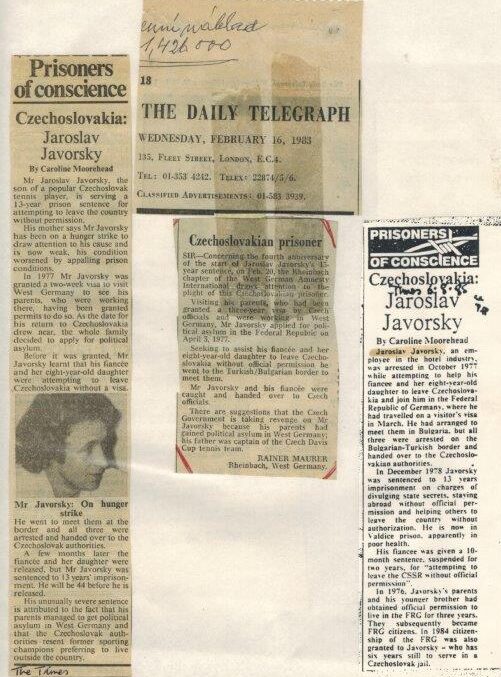 Prisoners
of conscience
Czechoslovakia:
Jaroslav
Javorsky
By Caroline Moorehead
Mr Jaroslav Javorsky, the
son of a popular Czechoslovak
tennis player, is serving a
13-year prison sentence for
attempting to leave the country
without permission.
His mother says Mr Javorsky
has been on a hunger strike to
draw attention to his cause and
is now weak, his condition
worsened by appalling prison
conditions.
In 1977 Mr Javorsky was
granted a two-week visa to visit
West Germany to see his
parents, who were working
there, having been granted
permits to do so. As the date for
his return to Czechoslovakia
drew near, the whole family
decided to apply for political
asylum.
Before it was granted, Mr
Javorsky learnt that his fiancée
and her eight-year-old daughter
were attempting to leave
Czechoslovakia without a visa.
Mr Javorsky: On hunger
strike
He went to meet them at the
border and all three were
arrested and handed over to the
Czechoslovak authorities.
A few months later the
fiancée and her daughter were
released, but Mr Javorsky was
sentenced to 13 years' imprison-
ment. He will be 44 before he is
released.
His unusually severe sentence
is attributed to the fact that his
parents managed to get political
asylum in West Germany and
that the Czechoslovak auth-
orities resent former sporting
champions preferring to live
outside the country.
The Times
náklad
1,426 000
18
THE DAILY TELEGRAPH
WEDNESDAY, FEBRUARY 16, 1983
135, FLEET STREET, LONDON, E.C.4.
TEL: 01-353 4242. TELEX: 22874/5/6.
CLASSIFIED ADVERTISEMENTS: 01-583 3939.
Czechoslovakian prisoner
SIR—Concerning the fourth anniversary
of the start of Jaroslav Javorsky's 13-
year sentence, on Feb. 20, the Rheinbach
chapter of the West German Amnesty
International draws attention to the
plight of this Czechoslovakian prisoner.
Visiting his parents, who had been
granted a three-year visa by Czech
officials and were working in West
Germany, Mr Javorsky applied for pol-
itical asylum in the Federal Republic on
April 3, 1977.
Seeking to assist his fiancée and her
eight-year-old daughter to leave Czecho-
slovakia without official permission he
went to the Turkish/Bulgarian border to
meet them.
Mr Javorsky and his fiancée were
caught and handed over to Czech
officials.
There are suggestions that the Czech
Government is taking revenge on Mr
Javorsky because his parents had
gained political asylum in West Germany;
his father was captain of the Czech Davis
Cup tennis team.
RAINER MAURER
Rheinbach, West Germany.
PRISONERS
OF CONSCIENCE
Czechoslovakia:
Times
Jaroslav
Javorsky
By Caroline Moorehead
Jaroslav Javorsky, an em-
ployee in the hotel industry,
was arrested in October 1977
while attempting to help his
fiancée and her eight-year-old
daughter to leave Czechoslova-
kia and join him in the Federal
Republic of Germany, where he
had travelled on a visitor's visa
in March. He had arranged to
meet them in Bulgaria, but all
three were arrested on the
Bulgarian-Turkish border and
handed over to the Czechoslo-
vakian authorities.
In December 1978 Javorsky
was sentenced to 13 years
imprisonment on charges of
divulging state secrets, staying
abroad without official per-
mission and helping others to
leave the country without
authorization. He is now in
Valdice prison, apparently in
poor health.
His fiancée was given a 10-
month sentence, suspended for
two years, for "attempting to
leave the CSSR without official
permission".
In 1976, Javorsky's parents
and his younger brother had
obtained official permission to
live in the FRG for three years.
They subsequently became
FRG citizens. In 1984 citizen-
ship of the FRG was also
granted to Javorsky - who has
six years still to serve in a
Czechoslovak jail.